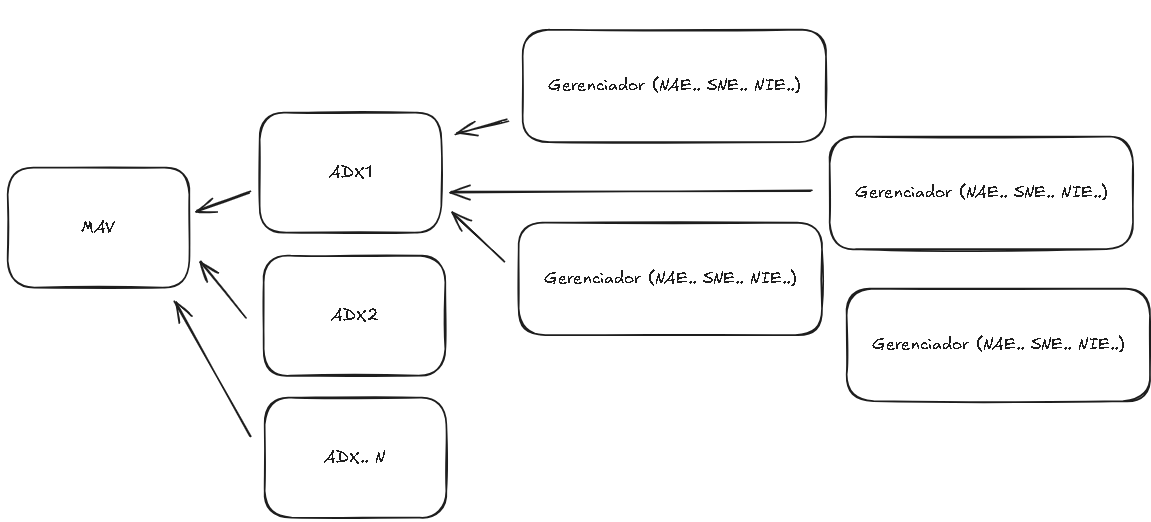 Gerenciador (NAE.. SNE.. NIE..)
ADX1
Gerenciador (NAE.. SNE.. NIE..)
MAV
Gerenciador (NAE.. SNE.. NIE..)
ADX2
Gerenciador (NAE.. SNE.. NIE..)
ADX.. N